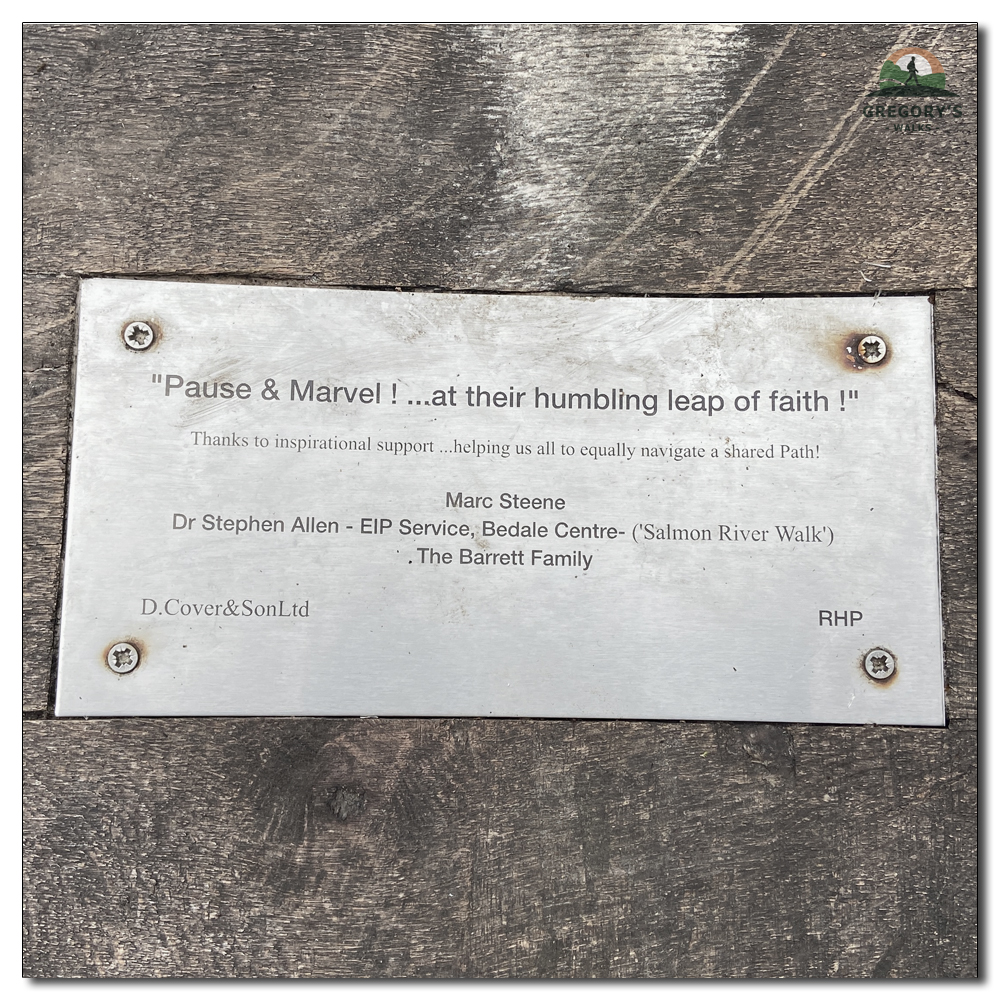 GREGORY'S
WALKS
"Pause & Marvel ! ...at their humbling leap of faith !"
Thanks to inspirational support ...helping us all to equally navigate a shared Path!
Marc Steene
Dr Stephen Allen - EIP Service, Bedale Centre- ('Salmon River Walk')
. The Barrett Family
D.Cover&SonLtd
RHP